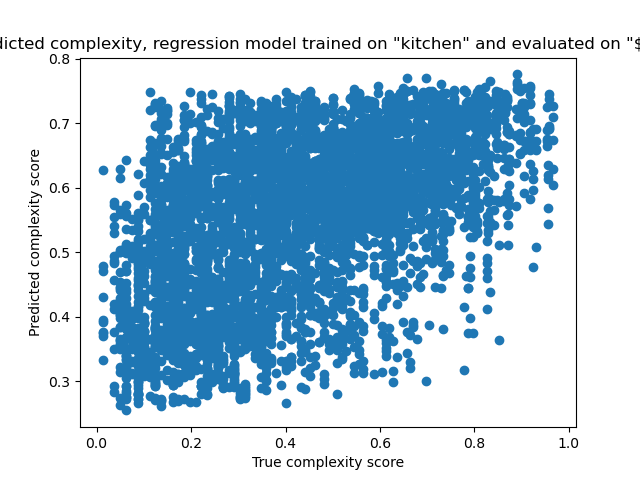 complexity, regression model trained on "kitchen" and evaluated on
Predicted complexity score
0.8
0.7
0.6
0.5
0.4
0.3
0.0 0.2 0.4 0.6 0.8 1.0
True complexity score